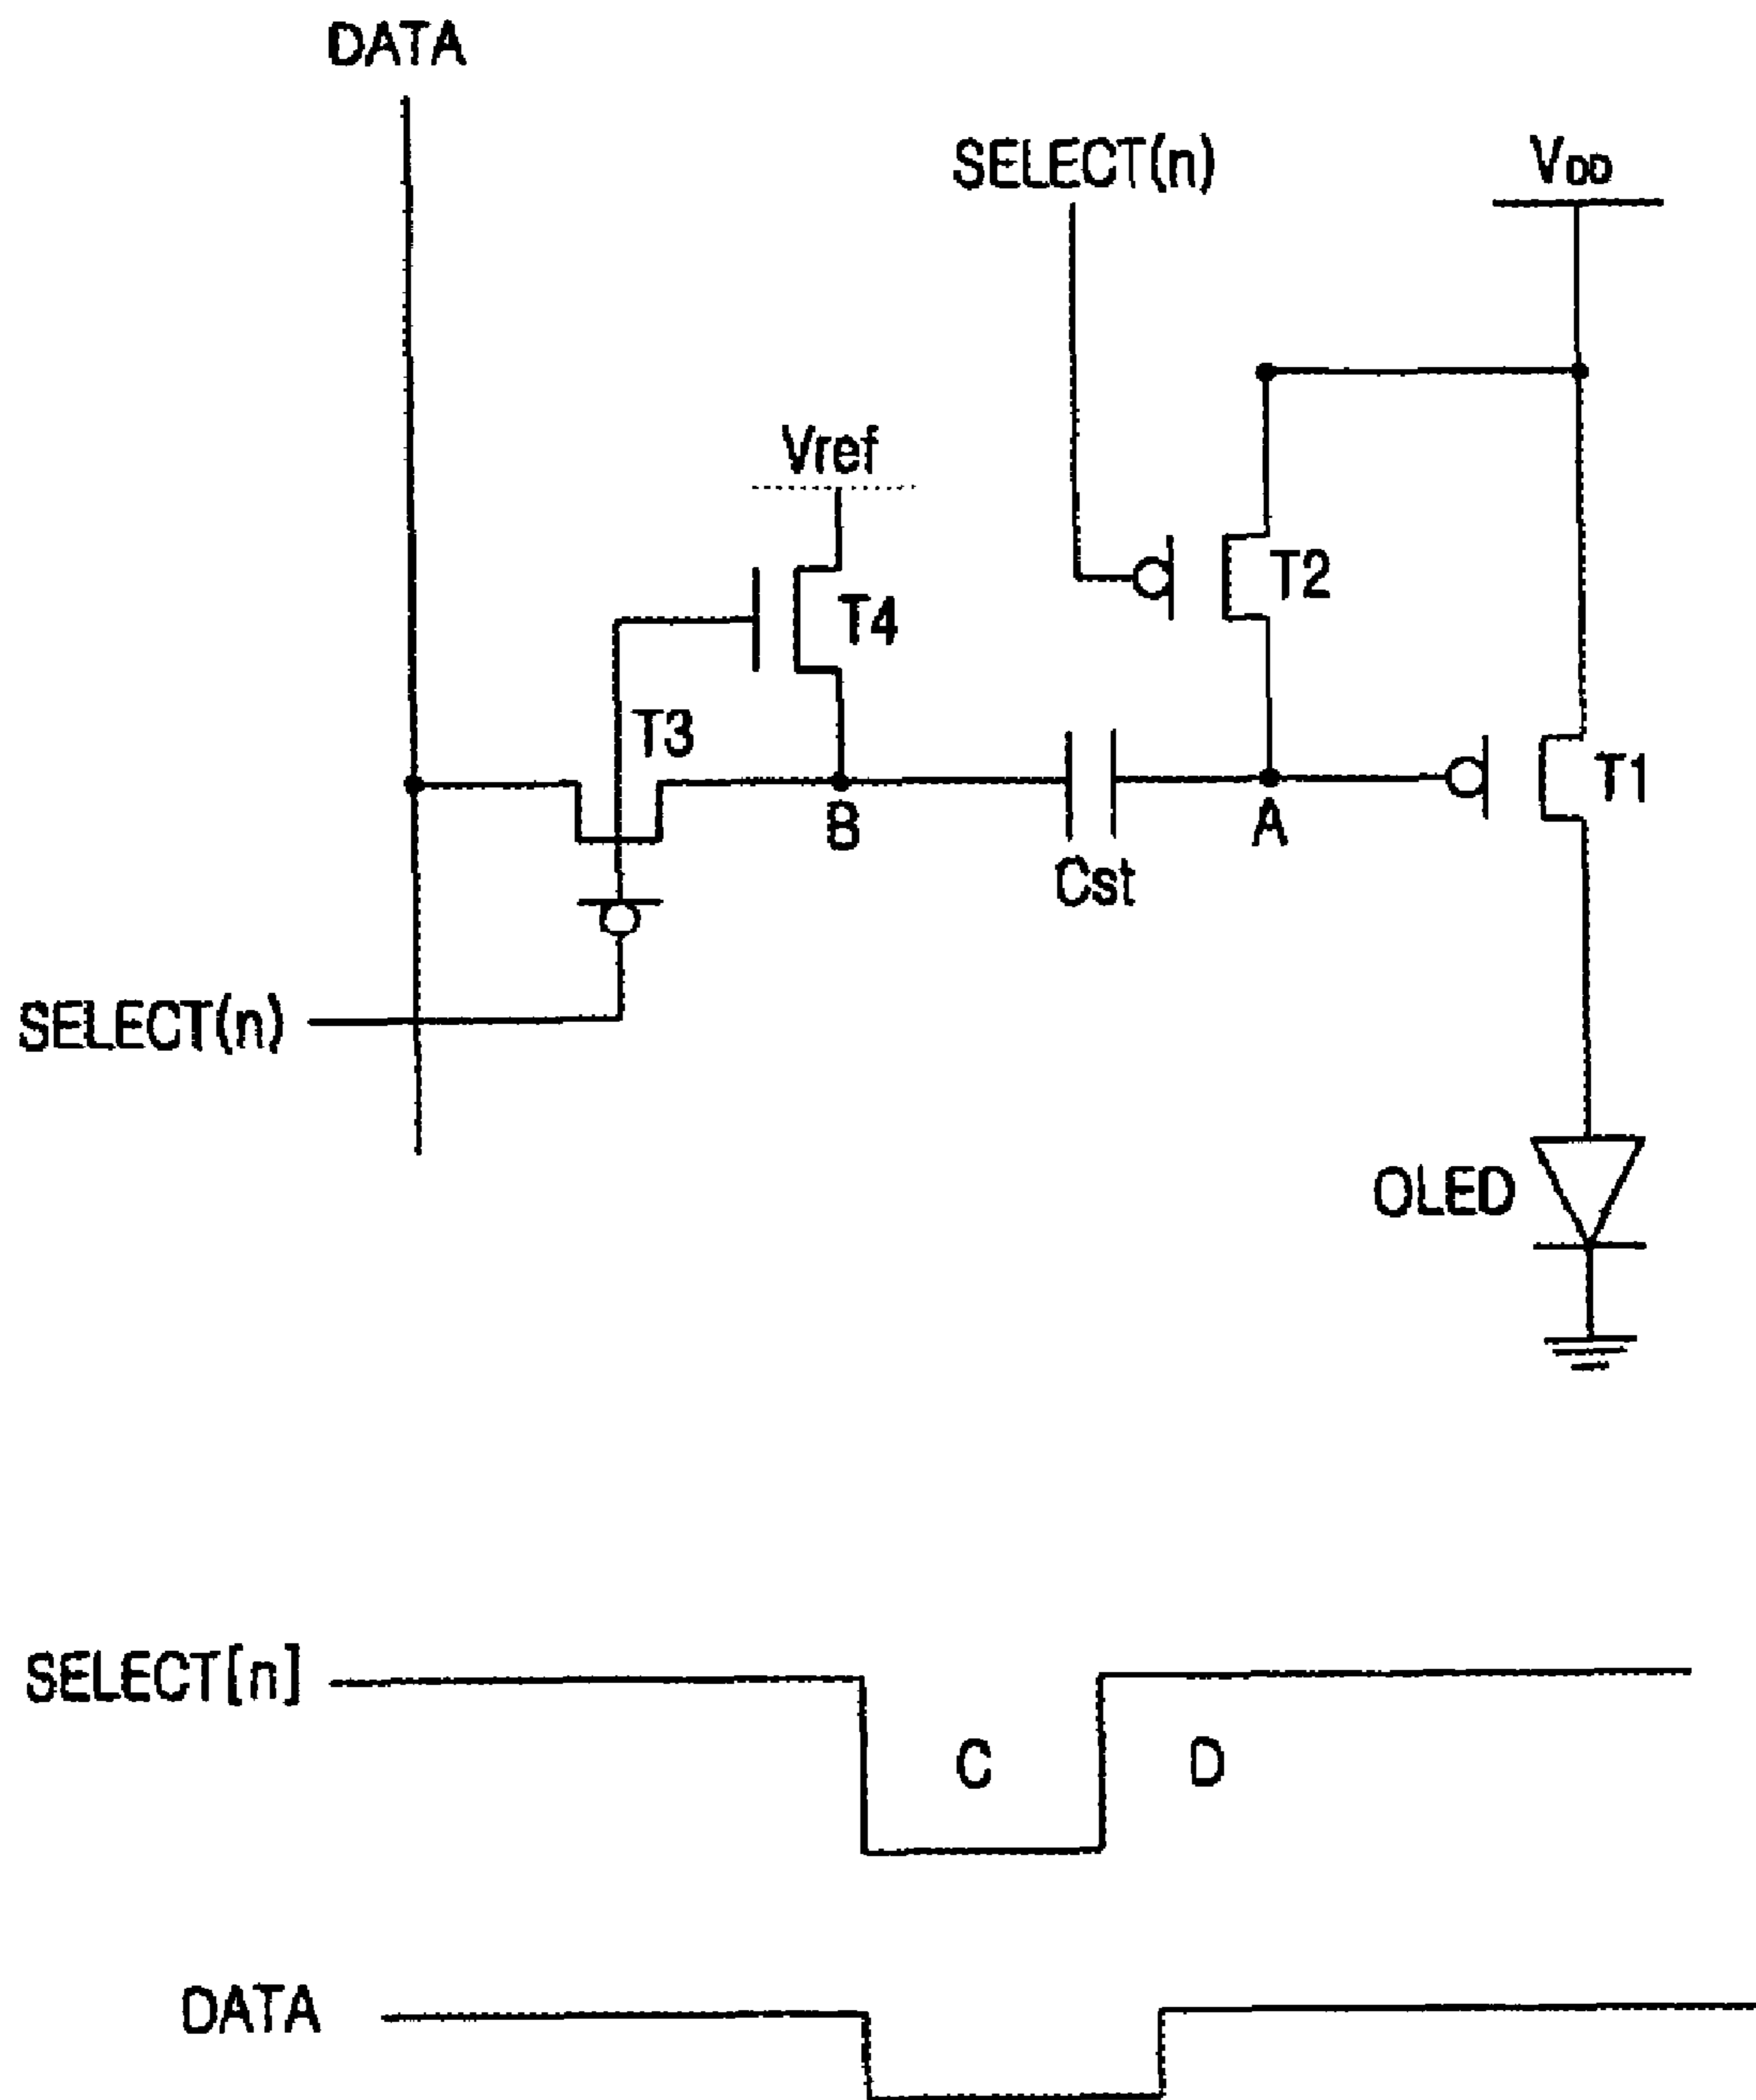 DATA
SELECT(n)
VDD
Vref
T2
T4
T3
T1
B
A
Cst
SELECT(n)
OLED
SELECT[n]
C
D
DATA